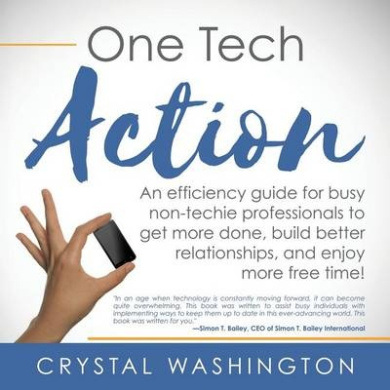 One Tech
Action
An efficiency guide for busy
non-techie professionals to
get more done, build better
relationships, and enjoy
more free time!
"In an age when technology is constantly moving forward, it can become
quite overwhelming. This book was written to assist busy individuals with
implementing ways to keep them up to date in this ever-advancing world. This
book was written for you."
—Simon T. Bailey, CEO of Simon T. Bailey International
CRYSTAL WASHINGTON